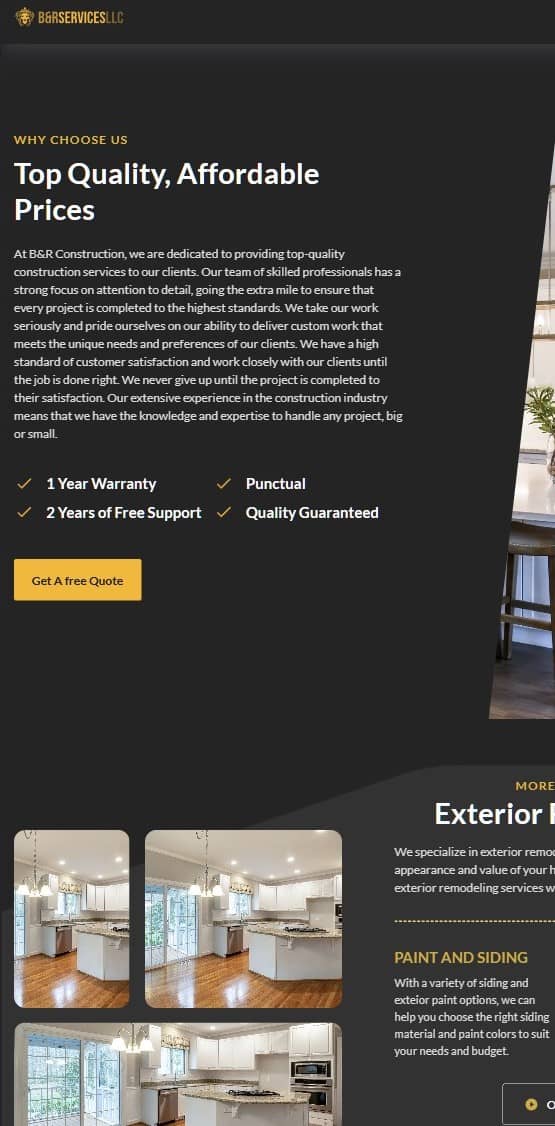 B&RSERVICESLLC
WHY CHOOSE US
Top Quality, Affordable
Prices
At B&R Construction, we are dedicated to providing top-quality
construction services to our clients. Our team of skilled professionals has a
strong focus on attention to detail, going the extra mile to ensure that
every project is completed to the highest standards. We take our work
seriously and pride ourselves on our ability to deliver custom work that
meets the unique needs and preferences of our clients. We have a high
standard of customer satisfaction and work closely with our clients until
the job is done right. We never give up until the project is completed to
their satisfaction. Our extensive experience in the construction industry
means that we have the knowledge and expertise to handle any project, big
or small.
1 Year Warranty
Punctual
2 Years of Free Support
Quality Guaranteed
Get A free Quote
MORE
Exterior
We specialize in exterior
appearance and value of your
exterior remodeling services
PAINT AND SIDING
With a variety of siding and
exteior paint options, we can
help you choose the right siding
material and paint colors to suit
your needs and budget.